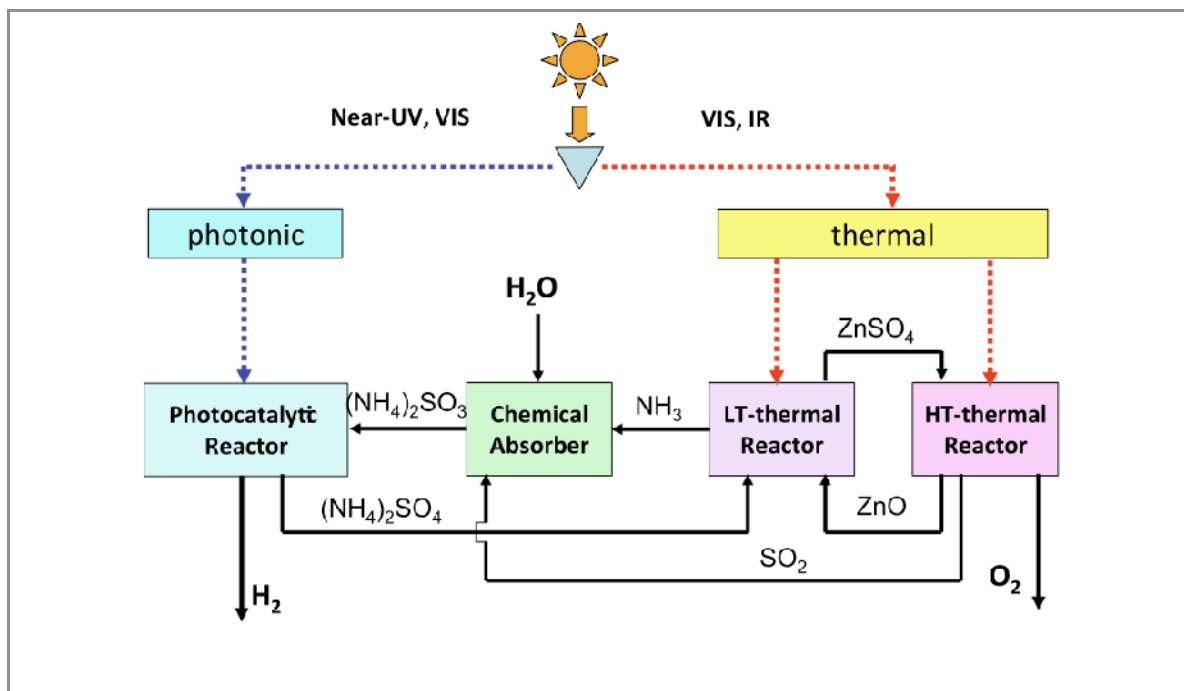 Near-UV, VIS
VIS, IR
photonic
thermal
H₂O
ZnSO₄
Photocatalytic
Reactor
(NH₄)₂SO₃
Chemical
Absorber
NH₃
LT-thermal
Reactor
HT-thermal
Reactor
(NH₄)₂SO₄
ZnO
SO₂
H₂
O₂